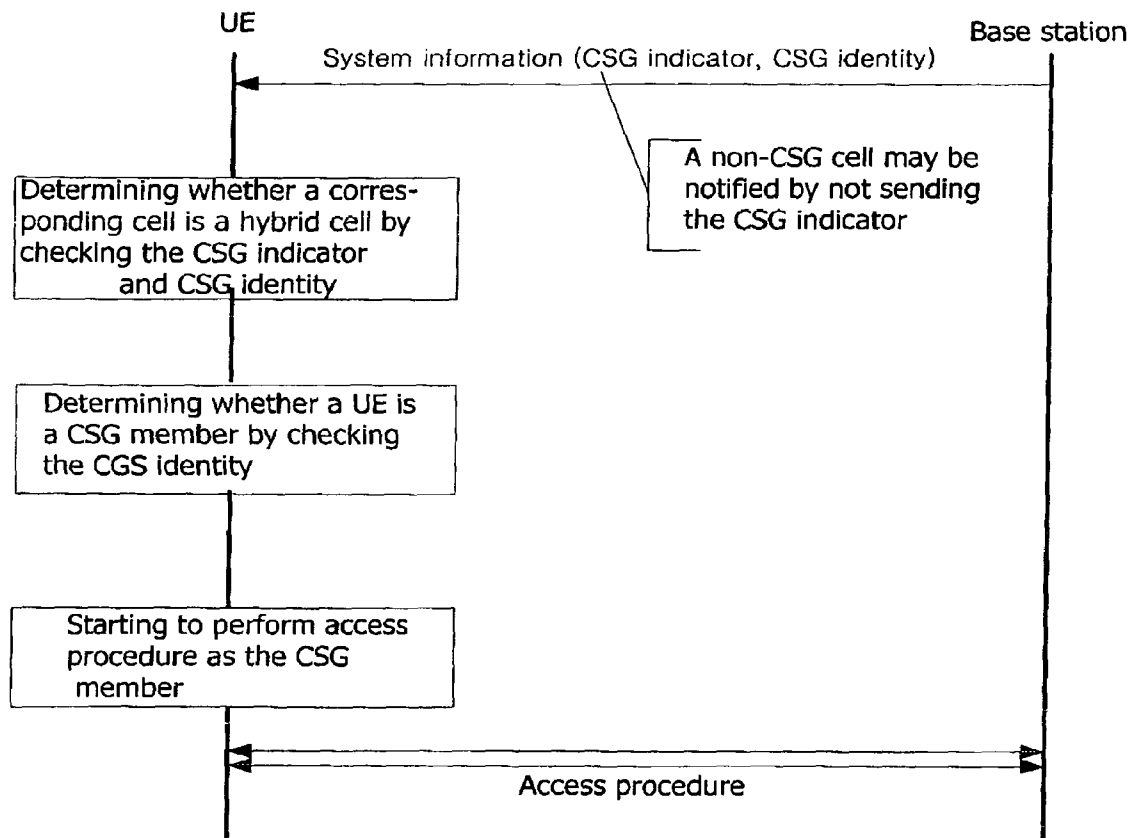 UE
Base station
System information (CSG indicator, CSG identity)
A non-CSG cell may be
notified by not sending
the CSG indicator
Determining whether a corres-
ponding cell is a hybrid cell by
checking the CSG indicator
and CSG identity
Determining whether a UE is
a CSG member by checking
the CGS identity
Starting to perform access
procedure as the CSG
member
Access procedure